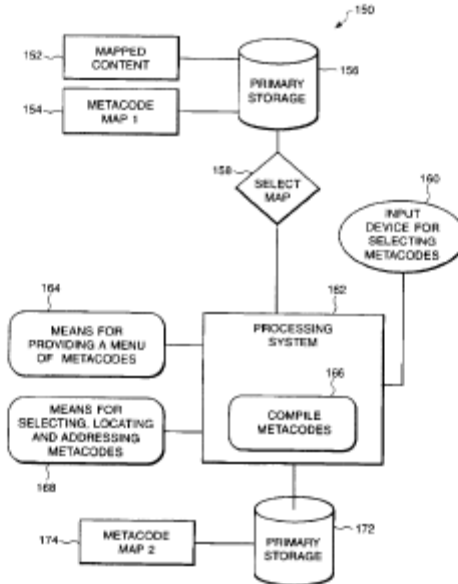 150
152
MAPPED
CONTENT
154
METACODE
MAP 1
PRIMARY
STORAGE
156
158
SELECT
MAP
160
INPUT
DEVICE FOR
SELECTING
METACODES
164
MEANS FOR
PROVIDING A MENU
OF METACODES
162
PROCESSING
SYSTEM
166
COMPILE
METACODES
MEANS FOR
SELECTING, LOCATING
AND ADDRESSING
METACODES
168
174
METACODE
MAP 2
PRIMARY
STORAGE
172